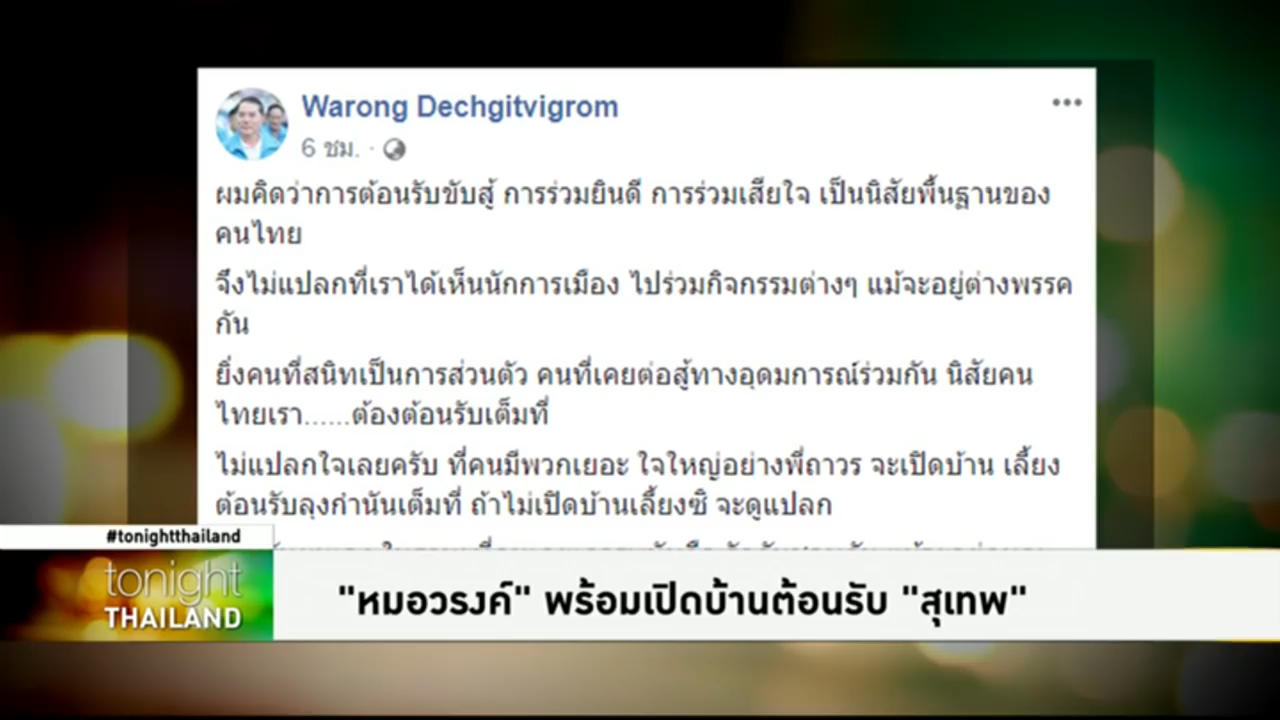 Warong Dechgitvigrom
6 ชม. ·
ผมคิดว่าการต้อนรับขับสู้ การร่วมยินดี การร่วมเสียใจ เป็นนิสัยพื้นฐานของ
คนไทย
จึงไม่แปลกที่เราได้เห็นนักการเมือง ไปร่วมกิจกรรมต่างๆ แม้จะอยู่ต่างพรรค
กัน
ยิ่งคนที่สนิทเป็นการส่วนตัว คนที่เคยต่อสู้ทางอุดมการณ์ร่วมกัน นิสัยคน
ไทยเรา......ต้องต้อนรับเต็มที่
ไม่แปลกใจเลยครับ ที่คนมีพวกเยอะ ใจใหญ่อย่างพี่ถาวร จะเปิดบ้าน เลี้ยง
ต้อนรับลุงกำนันเต็มที่ ถ้าไม่เปิดบ้านเลี้ยงซิ จะดูแปลก
#tonightthailand
tonight
THAILAND
"หมอวรงค์" พร้อมเปิดบ้านต้อนรับ "สุเทพ"